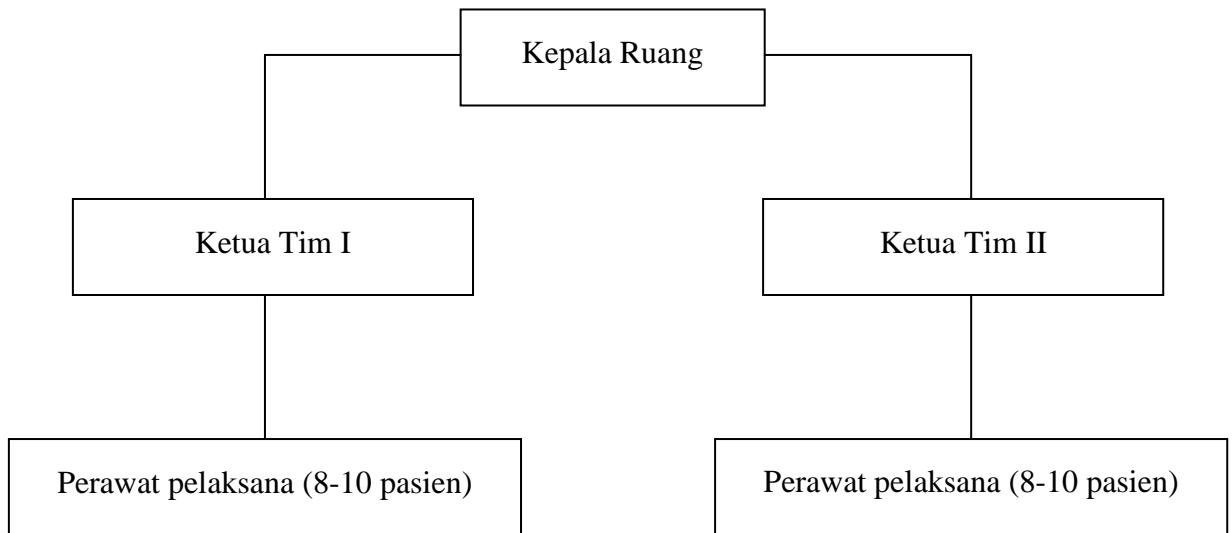 Kepala Ruang
Ketua Tim I
Ketua Tim II
Perawat pelaksana (8-10 pasien)
Perawat pelaksana (8-10 pasien)